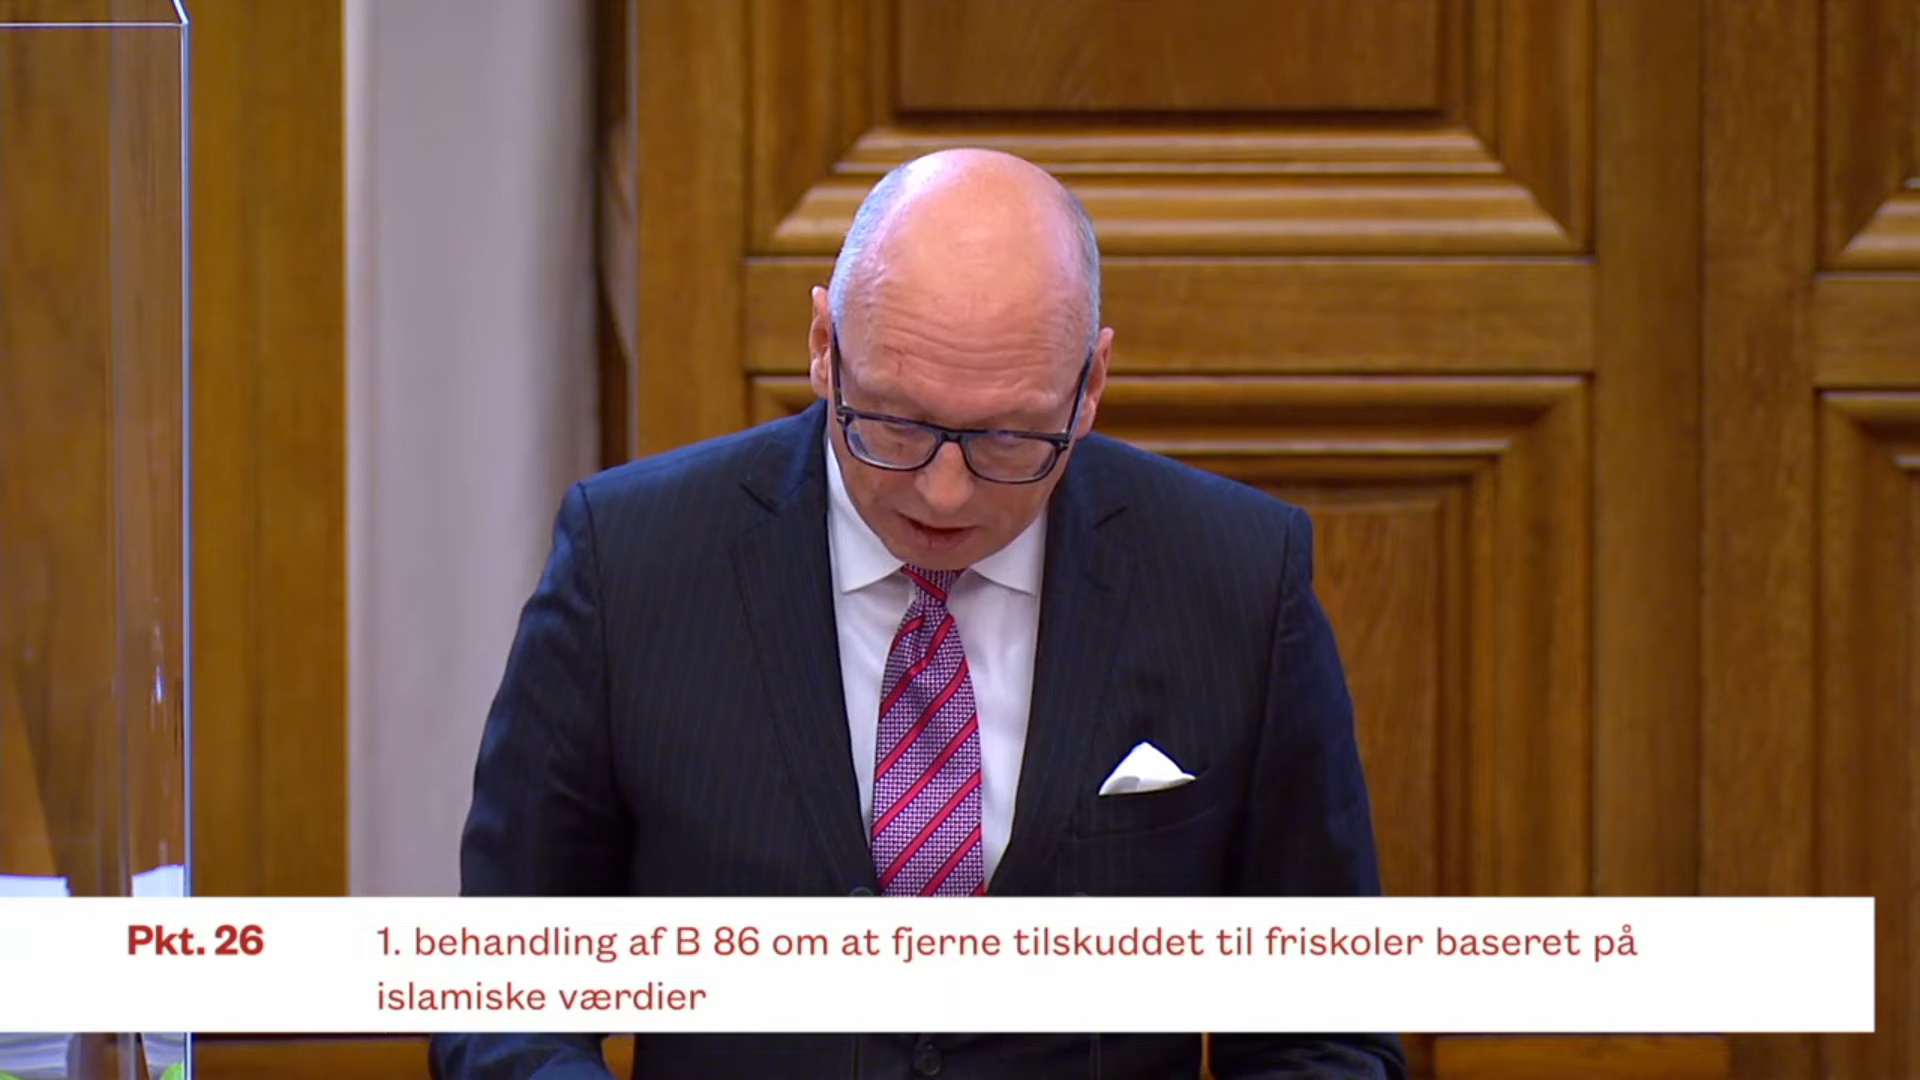 Pkt. 26 1. behandling af B 86 om at fjerne tilskuddet til friskoler baseret på
islamiske værdier